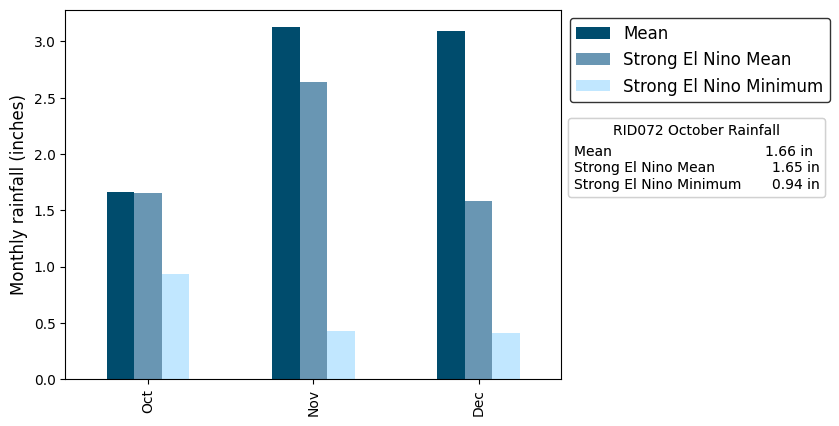 Monthly rainfall (inches)
3.0
2.5
2.0
1.5
1.0
0.5
0.0
Oct
Nov
Dec
Mean
Strong El Nino Mean
Strong El Nino Minimum
RID072 October Rainfall
Mean 1.66 in
Strong El Nino Mean 1.65 in
Strong El Nino Minimum 0.94 in